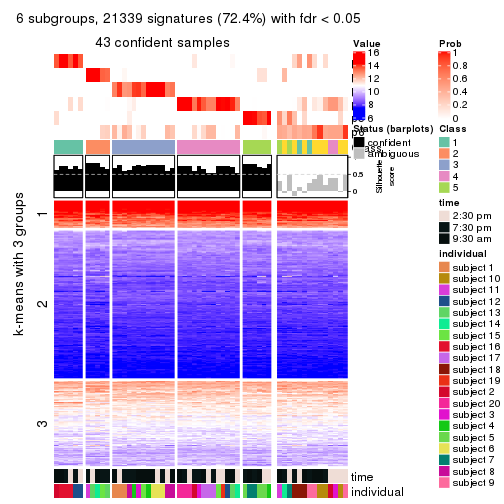 6 subgroups, 21339 signatures (72.4%) with fdr < 0.05
43 confident samples
k-means with 3 groups
1
2
3
Value
16
14
12
10
8
6
Status (barplots)
confident
ambiguous
0.5
0
Silhouette
score
time
individual
Prob
1
0.8
0.6
0.4
0.2
0
Class
1
2
3
4
5
time
2:30 pm
7:30 pm
9:30 am
Individual
subject 1
subject 10
subject 11
subject 12
subject 13
subject 14
subject 15
subject 16
subject 17
subject 18
subject 19
subject 2
subject 20
subject 3
subject 4
subject 5
subject 6
subject 7
subject 8
subject 9